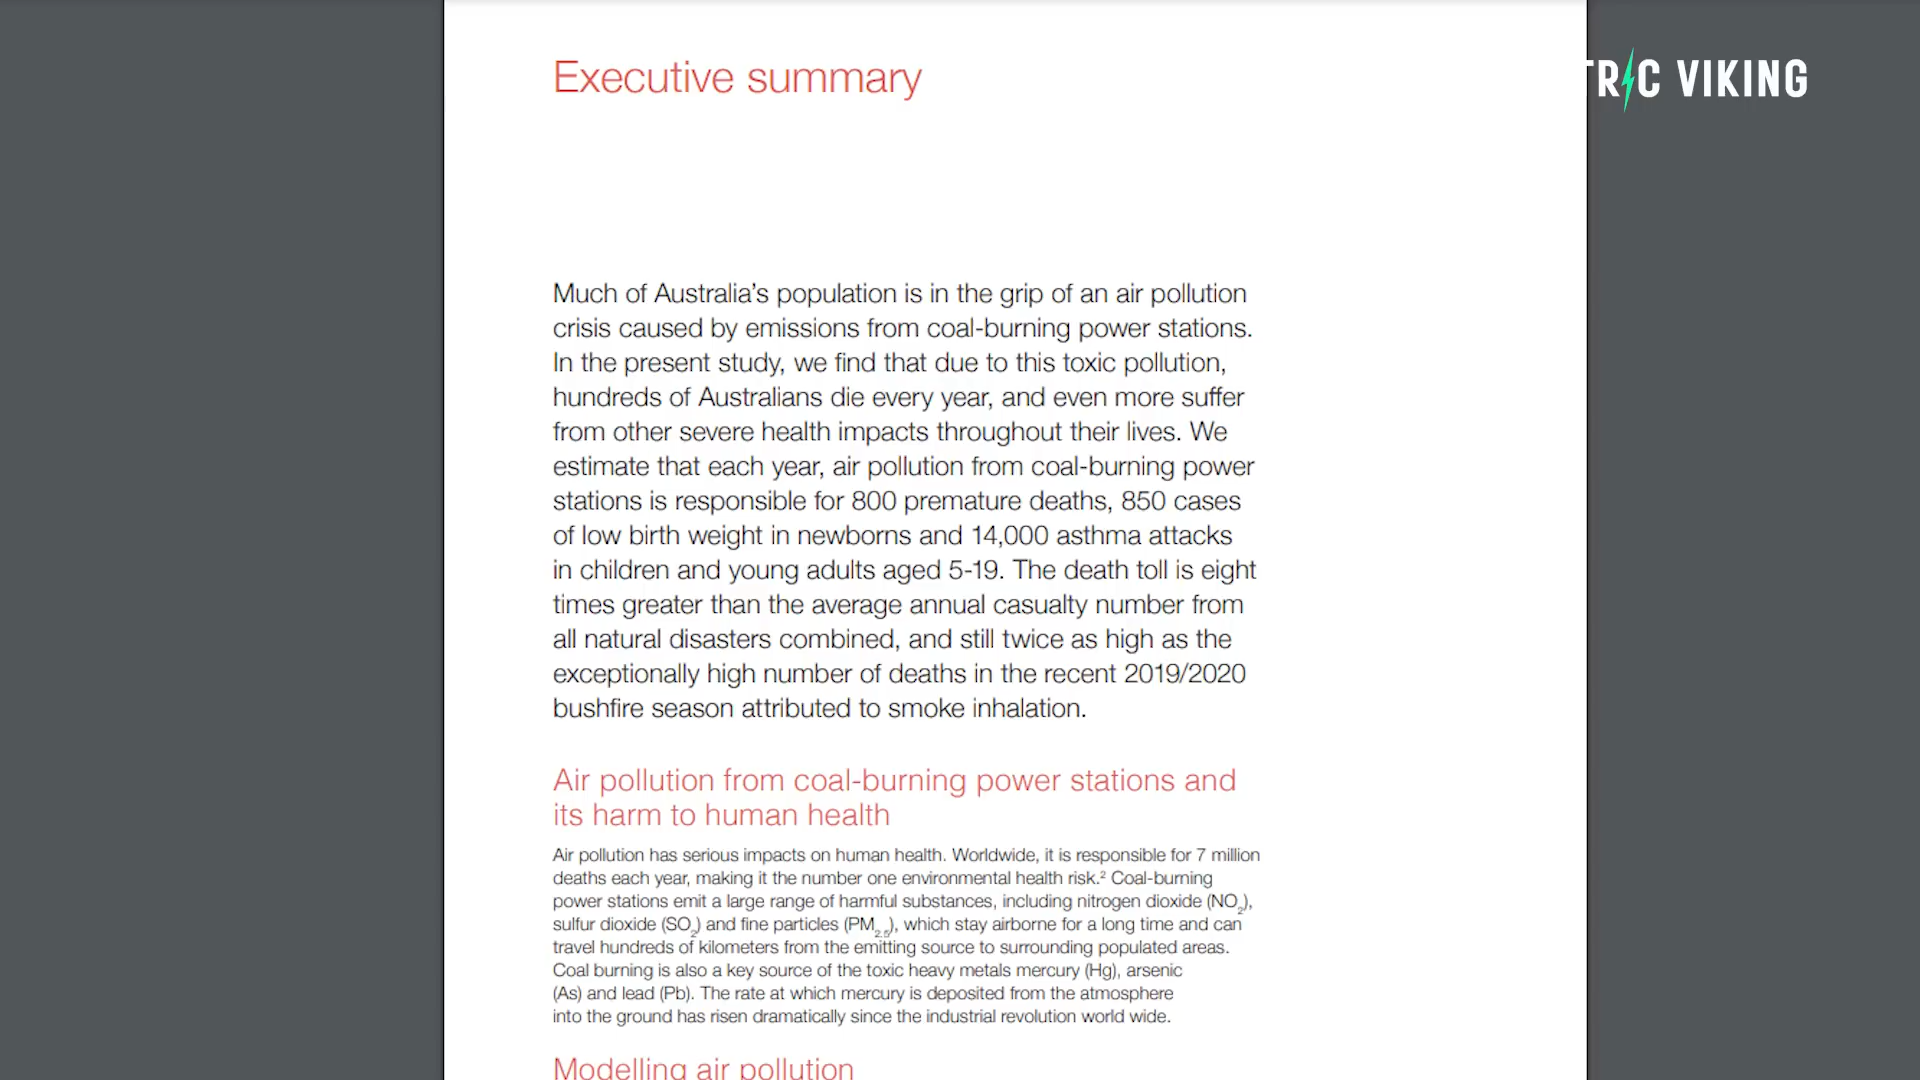 Executive summary
TRIC VIKING
Much of Australia's population is in the grip of an air pollution
crisis caused by emissions from coal-burning power stations.
In the present study, we find that due to this toxic pollution,
hundreds of Australians die every year, and even more suffer
from other severe health impacts throughout their lives. We
estimate that each year, air pollution from coal-burning power
stations is responsible for 800 premature deaths, 850 cases
of low birth weight in newborns and 14,000 asthma attacks
in children and young adults aged 5-19. The death toll is eight
times greater than the average annual casualty number from
all natural disasters combined, and still twice as high as the
exceptionally high number of deaths in the recent 2019/2020
bushfire season attributed to smoke inhalation.
Air pollution from coal-burning power stations and
its harm to human health
Air pollution has serious impacts on human health. Worldwide, it is responsible for 7 million
deaths each year, making it the number one environmental health risk.² Coal-burning
power stations emit a large range of harmful substances, including nitrogen dioxide (NO₂),
sulfur dioxide (SO₂) and fine particles (PM₂.₅), which stay airborne for a long time and can
travel hundreds of kilometers from the emitting source to surrounding populated areas.
Coal burning is also a key source of the toxic heavy metals mercury (Hg), arsenic
(As) and lead (Pb). The rate at which mercury is deposited from the atmosphere
into the ground has risen dramatically since the industrial revolution world wide.
Modelling air pollution